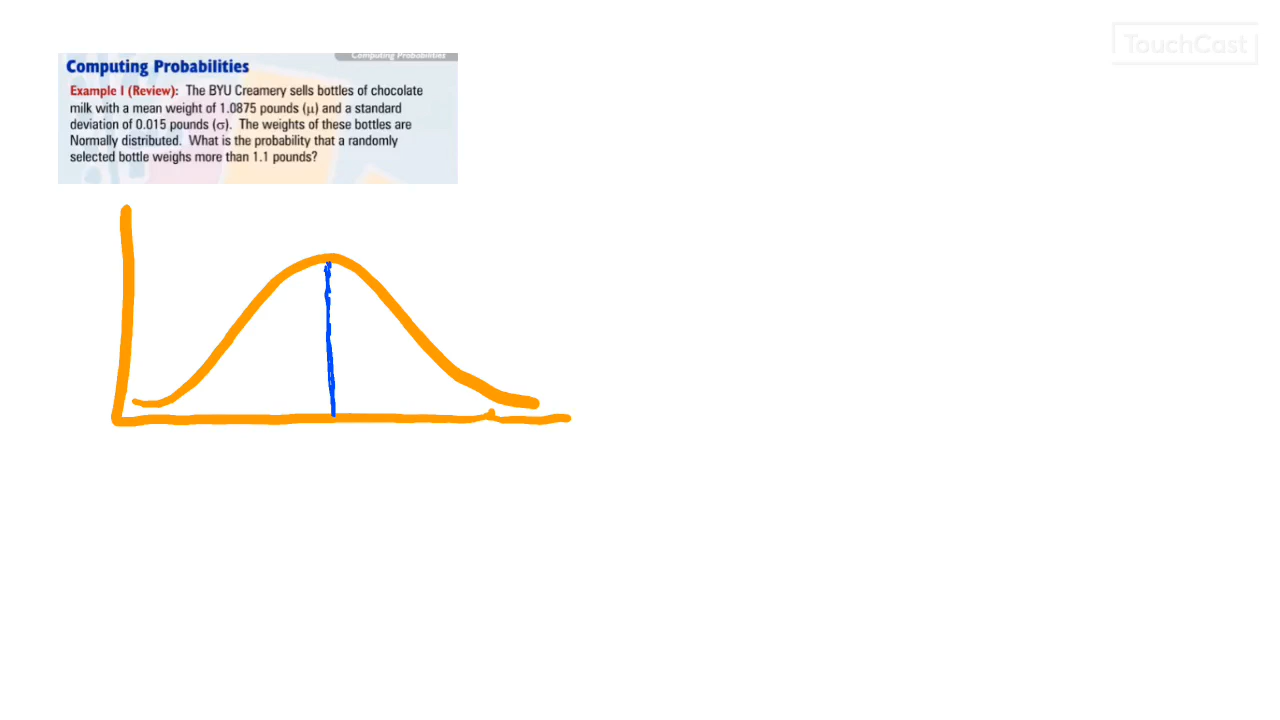 TouchCast
Computing Probabilities
Computing Probabilities
Example 1 (Review): The BYU Creamery sells bottles of chocolate
milk with a mean weight of 1.0875 pounds (μ) and a standard
deviation of 0.015 pounds (σ). The weights of these bottles are
Normally distributed. What is the probability that a randomly
selected bottle weighs more than 1.1 pounds?